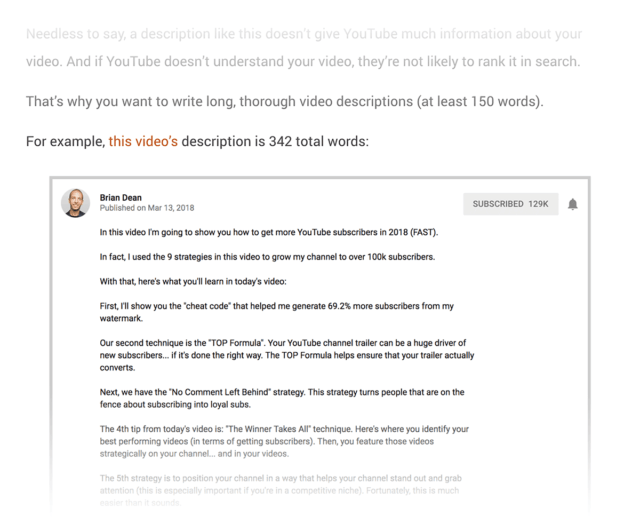 Needless to say, a description like this doesn't give YouTube much information about your
video. And if YouTube doesn’t understand your video, they’re not likely to rank it in search.
That’s why you want to write long, thorough video descriptions (at least 150 words).
For example, this video’s description is 342 total words:
Brian Dean
Published on Mar 13, 2018
SUBSCRIBED 129K
In this video I'm going to show you how to get more YouTube subscribers in 2018 (FAST).
In fact, I used the 9 strategies in this video to grow my channel to over 100k subscribers.
With that, here's what you'll learn in today's video:
First, I'll show you the "cheat code" that helped me generate 69.2% more subscribers from my
watermark.
Our second technique is the "TOP Formula". Your YouTube channel trailer can be a huge driver of
new subscribers... if it's done the right way. The TOP Formula helps ensure that your trailer actually
converts.
Next, we have the "No Comment Left Behind" strategy. This strategy turns people that are on the
fence about subscribing into loyal subs.
The 4th tip from today's video is: "The Winner Takes All" technique. Here's where you identify your
best performing videos (in terms of getting subscribers). Then, you feature those videos
strategically on your channel... and in your videos.
The 5th strategy is to position your channel in a way that helps your channel stand out and grab
attention (this is especially important if you're in a competitive niche). Fortunately, this is much
easier than it sounds.